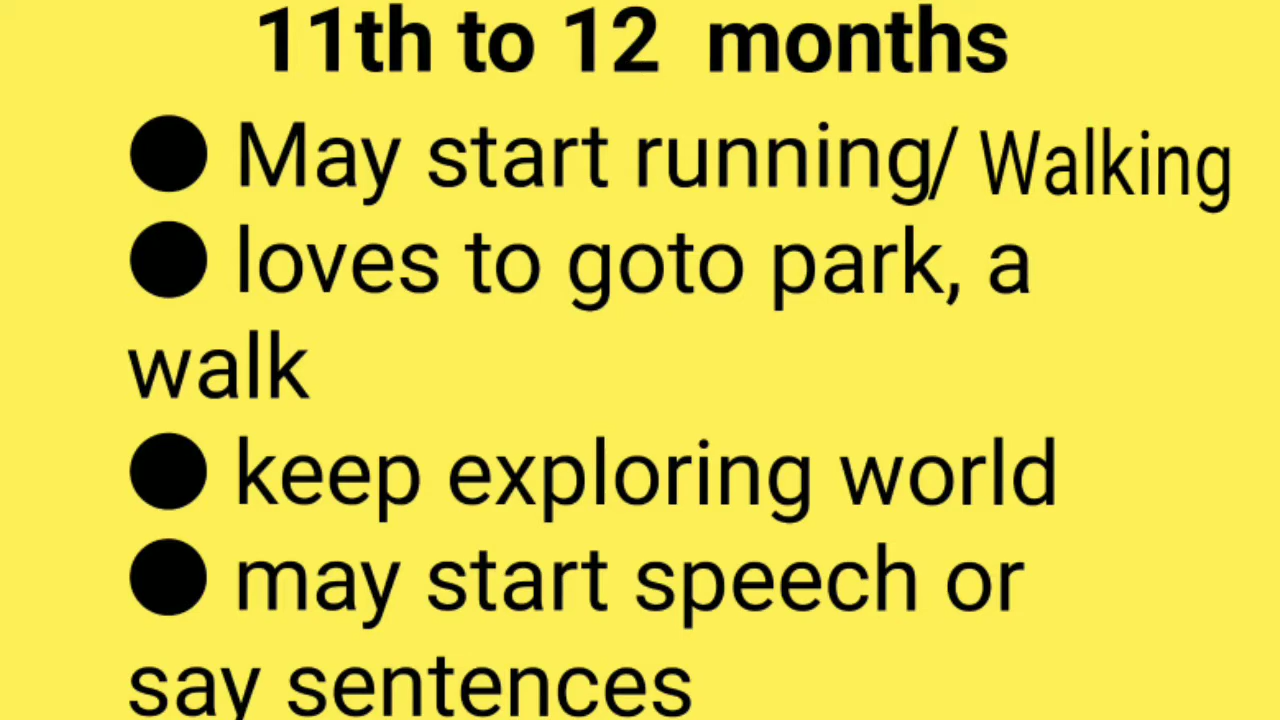 11th to 12 months
● May start running/ Walking
● loves to goto park, a
walk
● keep exploring world
● may start speech or
say sentences